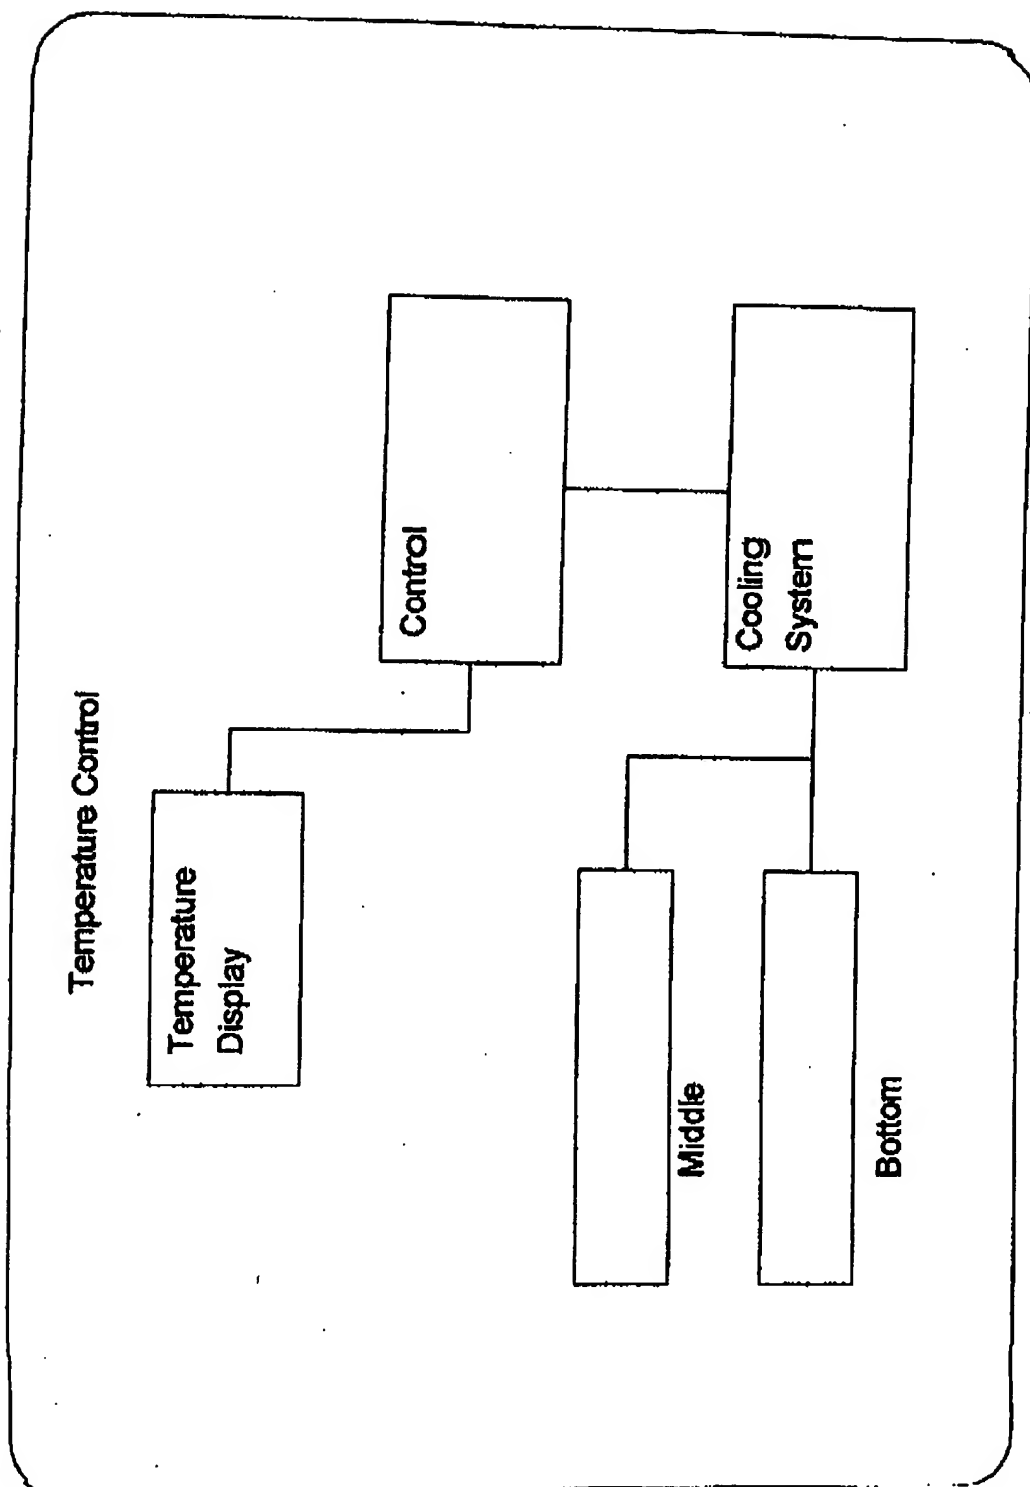 Temperature Control
Temperature
Display
Control
Middle
Cooling
System
Bottom